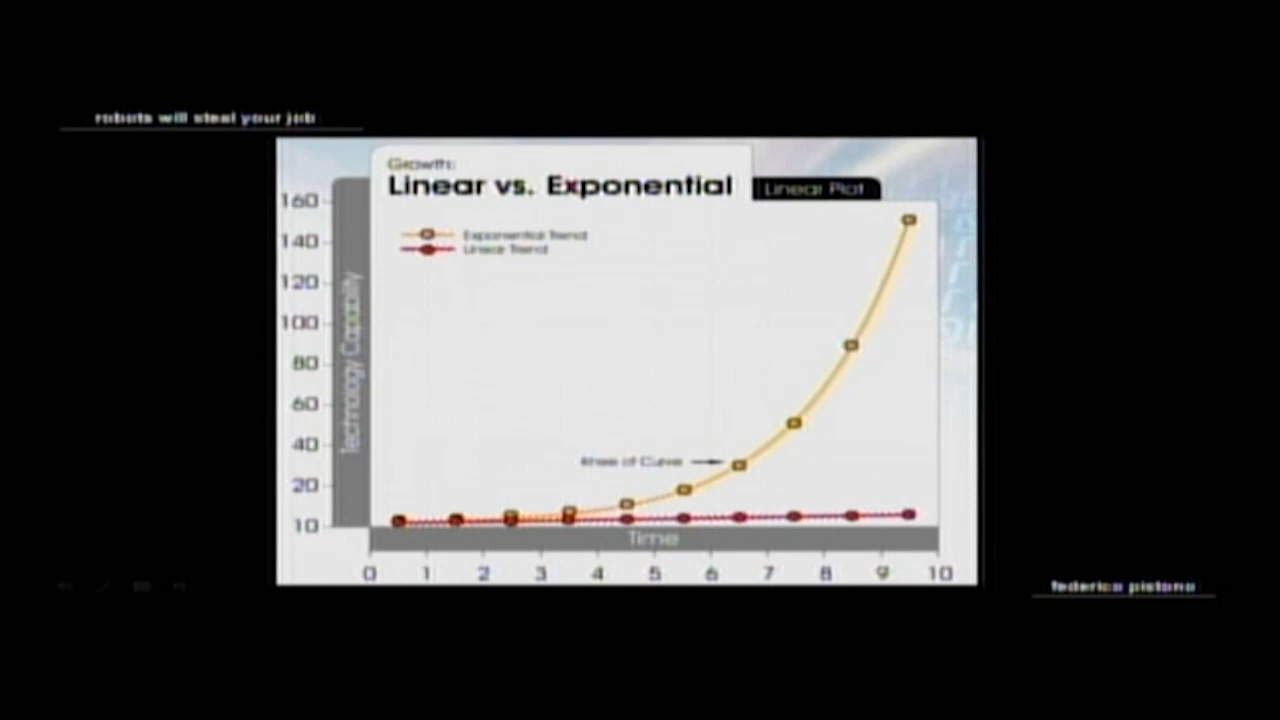 robots will steal your job
Growth:
Linear vs. Exponential
Linear Plot
160
140
120
100
80
60
40
20
10
Technology Capability
Exponential Trend
Linear Trend
Knee of Curve
Time
0 1 2 3 4 5 6 7 8 9 10
federico pistono